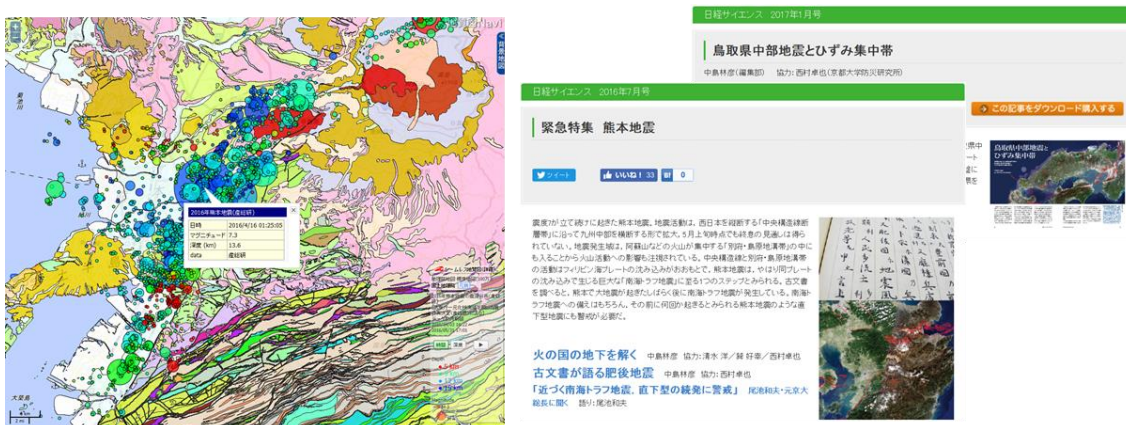 菊池川
大築島
2016年熊本地震(産総研)
日時 2016/4/16 01:25:05
マグニチュード 7.3
深度 (km) 13.6
data 産総研
背景地図
日経サイエンス 2017年1月号
鳥取県中部地震とひずみ集中帯
中島林彦(編集部) 協力:西村卓也(京都大学防災研究所)
この記事をダウンロード購入する
鳥取県中部地震と
ひずみ集中帯
日経サイエンス 2016年7月号
緊急特集 熊本地震
ツイート
いいね! 33
B! 0
震度7が立て続けに起きた熊本地震。地震活動は、西日本を縦断する「中央構造線断
層帯」に沿って九州中部を横断する形で拡大。5月上旬時点でも終息の見通しは得ら
れていない。地震発生域は、阿蘇山などの火山が集中する「別府・島原地溝帯」の中に
も入ることから火山活動への影響も注視されている。中央構造線と別府・島原地溝帯
の活動はフィリピン海プレートの沈み込みがおおもとで。熊本地震は、やはり同プレート
の沈み込みで生じる巨大な「南海トラフ地震」に至る1つのステップとみられる。古文書
を調べると、熊本で大地震が起きたしばらく後に南海トラフ地震が発生している。南海ト
ラフ地震への備えはもちろん、その前に何回か起きるとみられる熊本地震のような直
下型地震にも警戒が必要だ。
火の国の地下を解く 中島林彦 協力:清水 洋/鍵 好幸/西村卓也
古文書が語る肥後地震 中島林彦 協力:西村卓也
「近づく南海トラフ地震、直下型の続発に警戒」 尾池和夫・元京大
総長に聞く 語り:尾池和夫